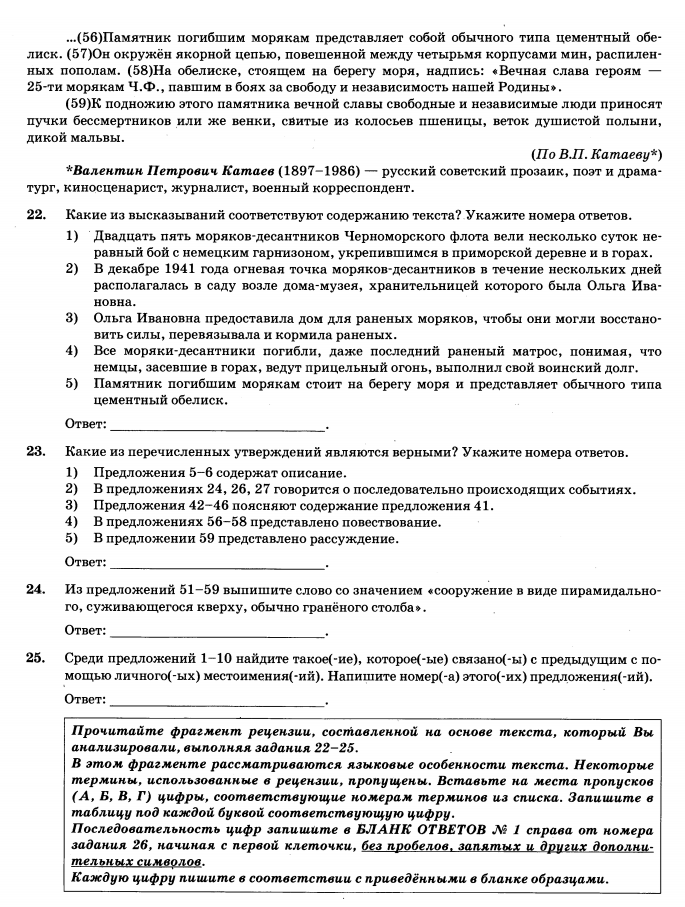 ...(56)Памятник погибшим морякам представляет собой обычного типа цементный обе-
лиск. (57)Он окружён якорной цепью, повешенной между четырьмя корпусами мин, распилен-
ных пополам. (58)На обелиске, стоящем на берегу моря, надпись: «Вечная слава героям —
25-ти морякам Ч.Ф., павшим в боях за свободу и независимость нашей Родины».
(59)К подножию этого памятника вечной славы свободные и независимые люди приносят
пучки бессмертников или же венки, свитые из колосьев пшеницы, веток душистой полыни,
дикой мальвы.
(По В.П. Катаеву*)
*Валентин Петрович Катаев (1897–1986) — русский советский прозаик, поэт и драма-
тург, киносценарист, журналист, военный корреспондент.
22. Какие из высказываний соответствуют содержанию текста? Укажите номера ответов.
1) Двадцать пять моряков-десантников Черноморского флота вели несколько суток не-
равный бой с немецким гарнизоном, укрепившимся в приморской деревне и в горах.
2) В декабре 1941 года огневая точка моряков-десантников в течение нескольких дней
располагалась в саду возле дома-музея, хранительницей которого была Ольга Ива-
новна.
3) Ольга Ивановна предоставила дом для раненых моряков, чтобы они могли восстано-
вить силы, перевязывала и кормила раненых.
4) Все моряки-десантники погибли, даже последний раненый матрос, понимая, что
немцы, засевшие в горах, ведут прицельный огонь, выполнил свой воинский долг.
5) Памятник погибшим морякам стоит на берегу моря и представляет обычного типа
цементный обелиск.
Ответ: ___________________________.
23. Какие из перечисленных утверждений являются верными? Укажите номера ответов.
1) Предложения 5–6 содержат описание.
2) В предложениях 24, 26, 27 говорится о последовательно происходящих событиях.
3) Предложения 42–46 поясняют содержание предложения 41.
4) В предложениях 56–58 представлено повествование.
5) В предложении 59 представлено рассуждение.
Ответ: ___________________________.
24. Из предложений 51–59 выпишите слово со значением «сооружение в виде пирамидально-
го, суживающегося кверху, обычно гранёного столба».
Ответ: ___________________________.
25. Среди предложений 1–10 найдите такое(-ие), которое(-ые) связано(-ы) с предыдущим с по-
мощью личного(-ых) местоимения(-ий). Напишите номер(-а) этого(-их) предложения(-ий).
Ответ: ___________________________.
Прочитайте фрагмент рецензии, составленной на основе текста, который Вы
анализировали, выполняя задания 22–25.
В этом фрагменте рассматриваются языковые особенности текста. Некоторые
термины, использованные в рецензии, пропущены. Вставьте на места пропусков
(А, Б, В, Г) цифры, соответствующие номерам терминов из списка. Запишите в
таблицу под каждой буквой соответствующую цифру.
Последовательность цифр запишите в БЛАНК ОТВЕТОВ № 1 справа от номера
задания 26, начиная с первой клеточки, без пробелов, запятых и других дополни-
тельных символов.
Каждую цифру пишите в соответствии с приведёнными в бланке образцами.